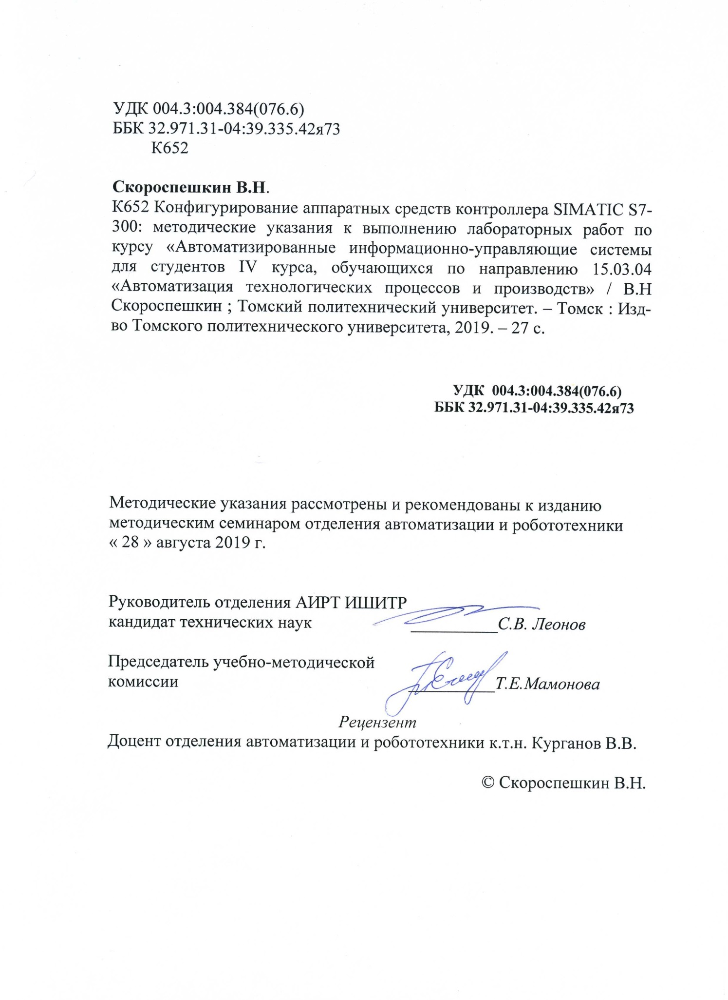 УДК 004.3:004.384(076.6)
ББК 32.971.31-04:39.335.42я73
К652
Скороспешкин В.Н.
К652 Конфигурирование аппаратных средств контроллера SIMATIC S7-
300: методические указания к выполнению лабораторных работ по
курсу «Автоматизированные информационно-управляющие системы
для студентов IV курса, обучающихся по направлению 15.03.04
«Автоматизация технологических процессов и производств» / В.Н
Скороспешкин ; Томский политехнический университет. – Томск : Изд-
во Томского политехнического университета, 2019. – 27 с.
УДК 004.3:004.384(076.6)
ББК 32.971.31-04:39.335.42я73
Методические указания рассмотрены и рекомендованы к изданию
методическим семинаром отделения автоматизации и робототехники
« 28 » августа 2019 г.
Руководитель отделения АИРТ ИШИТР
кандидат технических наук __________С.В. Леонов
Председатель учебно-методической
комиссии __________Т.Е.Мамонова
Рецензент
Доцент отделения автоматизации и робототехники к.т.н. Курганов В.В.
© Скороспешкин В.Н.